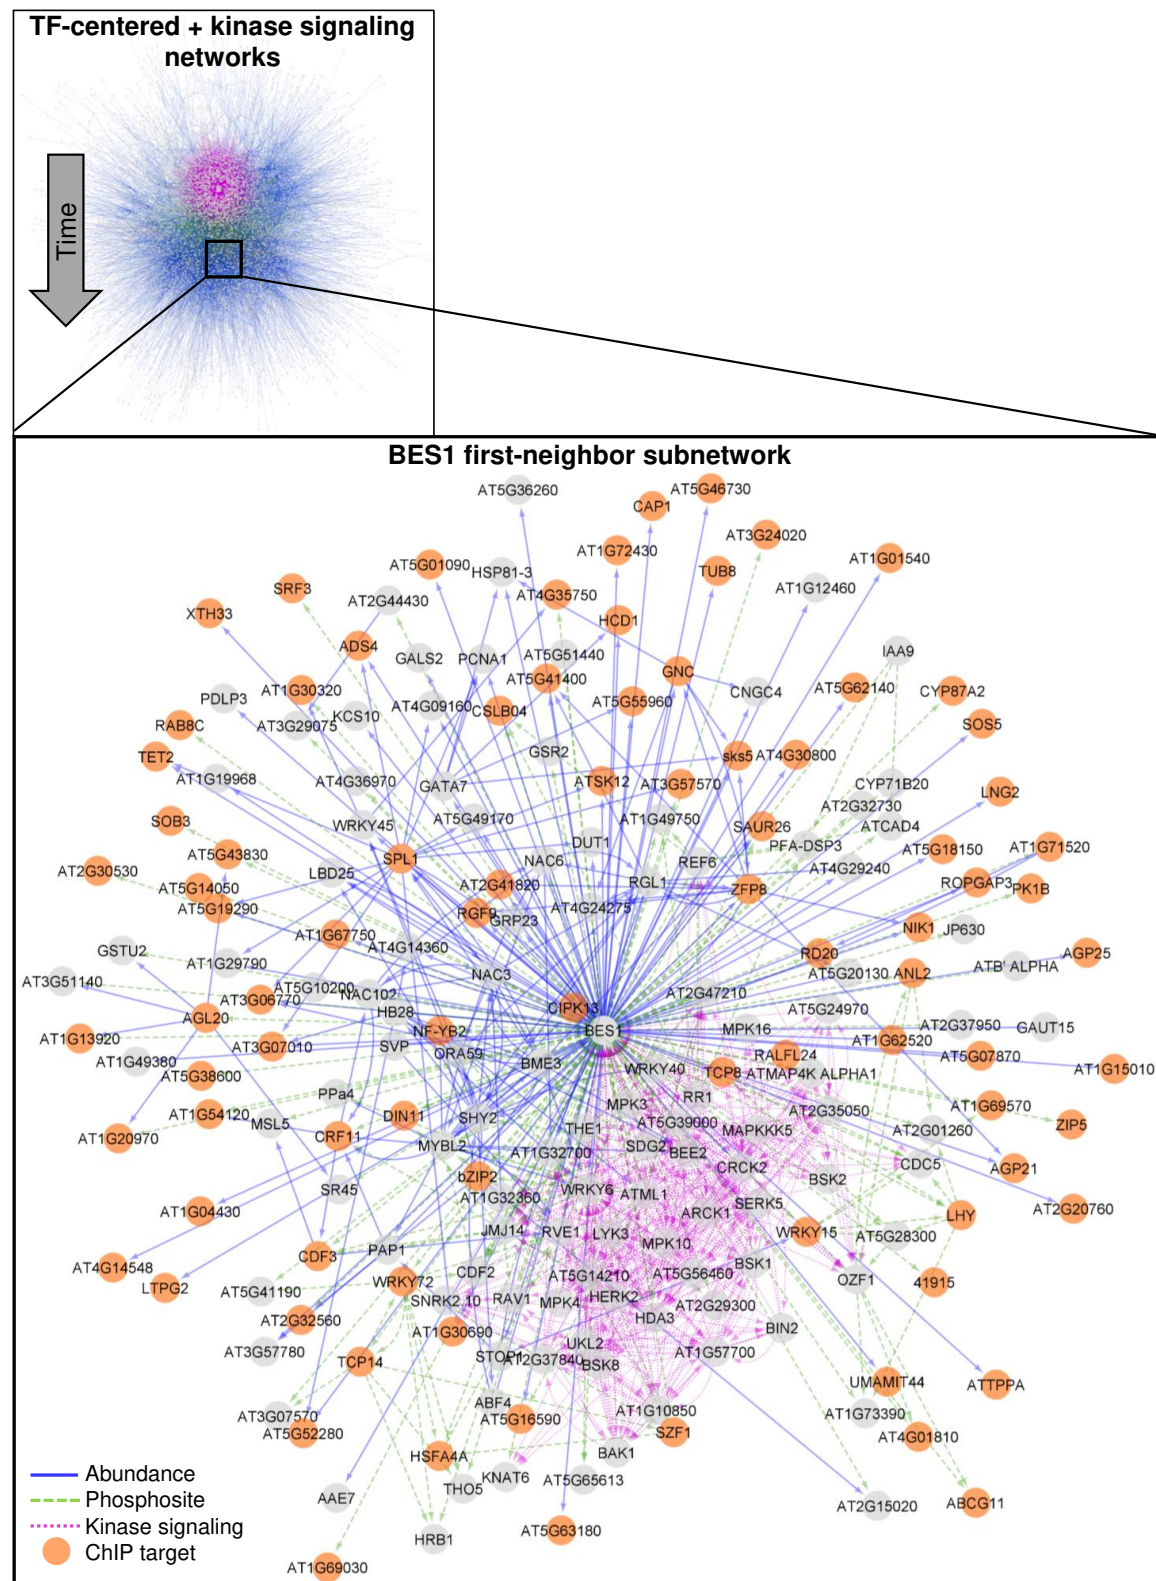 TF-centered + kinase signaling
networks
Time
BES1 first-neighbor subnetwork
AT5G36260
AT5G46730
CAP1
AT3G24020
AT1G72430
AT1G01540
AT5G01090
HSP81-3
TUB8
SRF3
AT2G44430
AT4G35750
AT1G12460
XTH33
HCD1
ADS4
GALS2
PCNA1
AT5G51440
IAA9
AT5G41400
GNC
CNGC4
AT5G62140
CYP87A2
PDLP3
AT1G30320
AT4G09160
CSLB04
AT5G55960
RAB8C
AT3G29075
KCS10
SOS5
TET2
GSR2
sks5
AT4G30800
AT1G19968
AT4G36970
GATA7
ATSK12
AT3G57570
CYP71B20
LNG2
SOB3
WRKY45
AT5G49170
AT1G49750
SAUR26
AT2G32730
ATCAD4
AT5G43830
DUT1
PFA-DSP3
AT5G18150
AT1G71520
AT2G30530
LBD25
SPL1
NAC6
REF6
AT4G29240
AT5G14050
AT2G41820
RGL1
ZFP8
ROPGAP3
PK1B
AT5G19290
RGF9
GRP23
AT4G24275
AT1G67750
NIK1
JP630
GSTU2
AT4G14360
RD20
AGP25
AT3G51140
AT1G29790
NAC3
AT5G20130
ANL2
ATB' ALPHA
AT5G10200
NAC102
AT2G47210
AT3G06770
CIPK13
AT5G24970
AGL20
HB28
NF-YB2
BES1
MPK16
AT2G37950
GAUT15
AT1G13920
AT3G07010
SVP
ORA59
AT1G62520
AT1G49380
BME3
WRKY40
RALFL24
AT5G07870
AT5G38600
TCP8
ATMAP4K ALPHA1
AT1G15010
PPa4
MPK3
RR1
AT1G54120
MSL5
DIN11
SHY2
THE1
AT5G39000
AT2G35050
AT1G69570
ZIP5
AT1G20970
CRF11
MYBL2
AT1G32700
SDG2
BEE2
MAPKKK5
AT2G01260
CRCK2
CDC5
AGP21
SR45
bZIP2
AT1G32360
WRKY6
ATML1
SERK5
BSK2
AT1G04430
ARCK1
LHY
AT2G20760
JMJ14
RVE1
LYK3
MPK10
WRKY15
AT5G28300
AT4G14548
CDF3
PAP1
CDF2
AT5G14210
AT5G56460
BSK1
OZF1
LTPG2
AT5G41190
WRKY72
SNRK2.10
RAV1
MPK4
HERK2
AT2G29300
41915
AT2G32560
AT1G30690
HDA3
BIN2
AT3G57780
TCP14
STOP1
AT2G37840
UKL2
BSK8
AT1G57700
UMAMIT44
ATTPPA
AT3G07570
ABF4
AT5G16590
AT1G10850
AT1G73390
AT5G52280
SZF1
AT4G01810
HSFA4A
BAK1
THO5
KNAT6
AT5G65613
AAE7
AT2G15020
ABCG11
HRB1
AT5G63180
AT1G69030
Abundance
Phosphosite
Kinase signaling
ChIP target